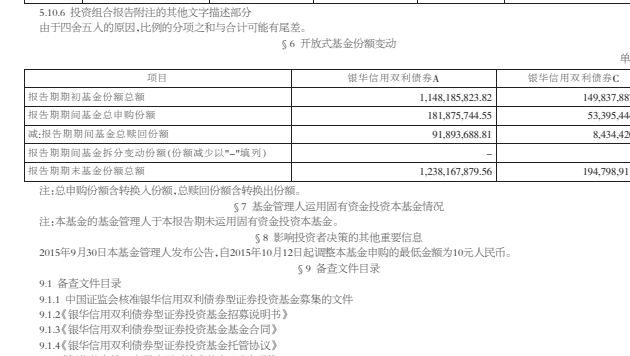 5.10.6 投资组合报告附注的其他文字描述部分
由于四舍五入的原因,比例的分项之和与合计可能有尾差。
§6 开放式基金份额变动
单
项目 银华信用双利债券A 银华信用双利债券C
报告期期初基金份额总额 1,148,185,823.82 149,837,88
报告期期间基金总申购份额 181,875,744.55 53,395,44
减:报告期期间基金总赎回份额 91,893,688.81 8,434,42
报告期期间基金拆分变动份额(份额减少以"-"填列) -
报告期期末基金份额总额 1,238,167,879.56 194,798,91
注:总申购份额含转换入份额,总赎回份额含转换出份额。
§7 基金管理人运用固有资金投资本基金情况
注:本基金的基金管理人于本报告期未运用固有资金投资本基金。
§8 影响投资者决策的其他重要信息
2015年9月30日本基金管理人发布公告,自2015年10月12日起调整本基金申购的最低金额为10元人民币。
§9 备查文件目录
9.1 备查文件目录
9.1.1 中国证监会核准银华信用双利债券型证券投资基金募集的文件
9.1.2《银华信用双利债券型证券投资基金招募说明书》
9.1.3《银华信用双利债券型证券投资基金基金合同》
9.1.4《银华信用双利债券型证券投资基金托管协议》